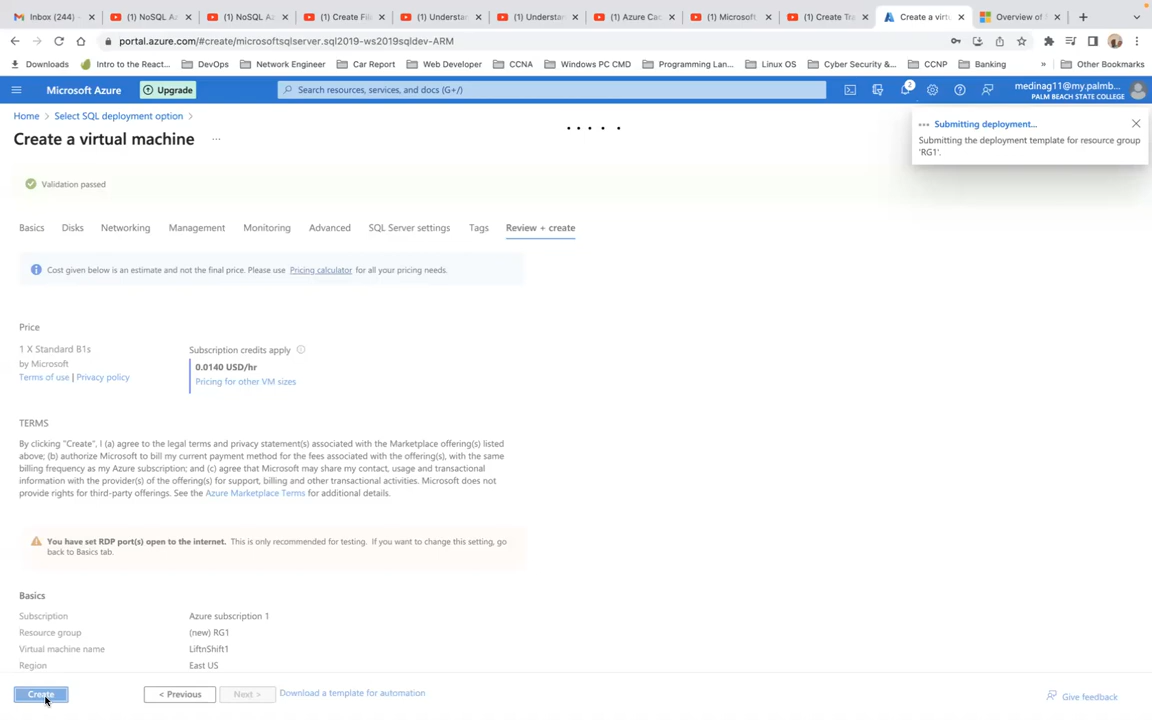 Inbox (244)
(1) NoSQL Az
(1) NoSQL Az
(1) Create File
(1) Understan
(1) Understan
(1) Azure Cas
(1) Microsoft
(1) Create Tra
Create a virtu
Overview of
portal.azure.com/#create/microsoftsqlserver.sql2019-ws2019sqldev-ARM
Downloads
Intro to the React...
DevOps
Network Engineer
Car Report
Web Developer
CCNA
Windows PC CMD
Programming Lan...
Linux OS
Cyber Security &...
CCNP
Banking
»
Other Bookmarks
Microsoft Azure
Upgrade
Search resources, services, and docs (G+/)
2
medinag11@my.palmb...
PALM BEACH STATE COLLEGE
Home > Select SQL deployment option >
Create a virtual machine ...
Submitting deployment...
Submitting the deployment template for resource group
'RG1'.
Validation passed
Basics
Disks
Networking
Management
Monitoring
Advanced
SQL Server settings
Tags
Review + create
Cost given below is an estimate and not the final price. Please use Pricing calculator for all your pricing needs.
Price
1 X Standard B1s
by Microsoft
Terms of use | Privacy policy
Subscription credits apply
0.0140 USD/hr
Pricing for other VM sizes
TERMS
By clicking "Create", I (a) agree to the legal terms and privacy statement(s) associated with the Marketplace offering(s) listed
above; (b) authorize Microsoft to bill my current payment method for the fees associated with the offering(s), with the same
billing frequency as my Azure subscription; and (c) agree that Microsoft may share my contact, usage and transactional
information with the provider(s) of the offering(s) for support, billing and other transactional activities. Microsoft does not
provide rights for third-party offerings. See the Azure Marketplace Terms for additional details.
You have set RDP port(s) open to the internet. This is only recommended for testing. If you want to change this setting, go
back to Basics tab.
Basics
Subscription Azure subscription 1
Resource group (new) RG1
Virtual machine name LiftnShift1
Region East US
Create
< Previous
Next >
Download a template for automation
Give feedback